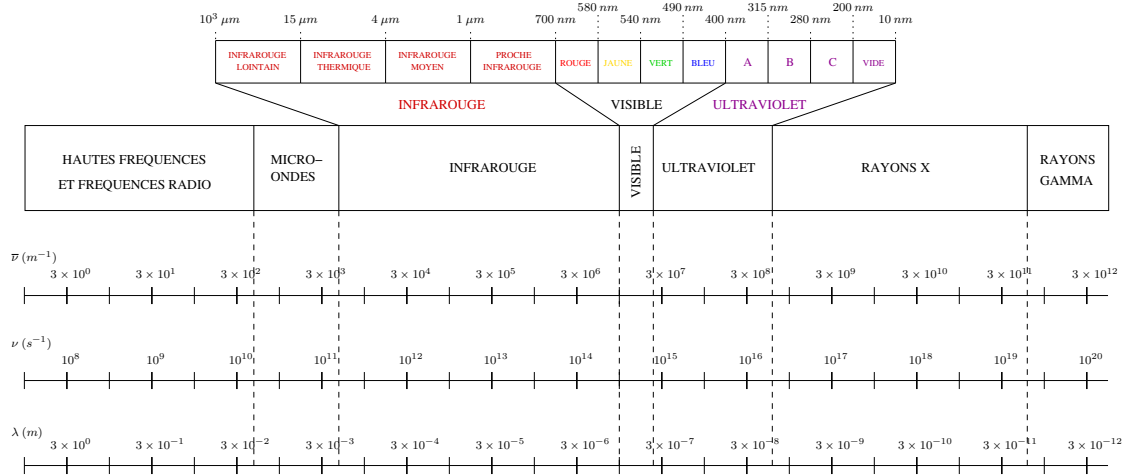 580 nm 490 nm 315 nm 200 nm
10³ µm 15 µm 4 µm 1 µm 700 nm 540 nm 400 nm 280 nm 10 nm
INFRAROUGE LOINTAIN
INFRAROUGE THERMIQUE
INFRAROUGE MOYEN
PROCHE INFRAROUGE
ROUGE JAUNE VERT BLEU A B C VIDE
INFRAROUGE VISIBLE ULTRAVIOLET
HAUTES FREQUENCES
ET FREQUENCES RADIO
MICRO−
ONDES
INFRAROUGE
VISIBLE
ULTRAVIOLET
RAYONS X
RAYONS
GAMMA
ν̅ (m⁻¹)
3 × 10⁰ 3 × 10¹ 3 × 10² 3 × 10³ 3 × 10⁴ 3 × 10⁵ 3 × 10⁶ 3 × 10⁷ 3 × 10⁸ 3 × 10⁹ 3 × 10¹⁰ 3 × 10¹¹ 3 × 10¹²
ν (s⁻¹)
10⁸ 10⁹ 10¹⁰ 10¹¹ 10¹² 10¹³ 10¹⁴ 10¹⁵ 10¹⁶ 10¹⁷ 10¹⁸ 10¹⁹ 10²⁰
λ (m)
3 × 10⁰ 3 × 10⁻¹ 3 × 10⁻² 3 × 10⁻³ 3 × 10⁻⁴ 3 × 10⁻⁵ 3 × 10⁻⁶ 3 × 10⁻⁷ 3 × 10⁻⁸ 3 × 10⁻⁹ 3 × 10⁻¹⁰ 3 × 10⁻¹¹ 3 × 10⁻¹²